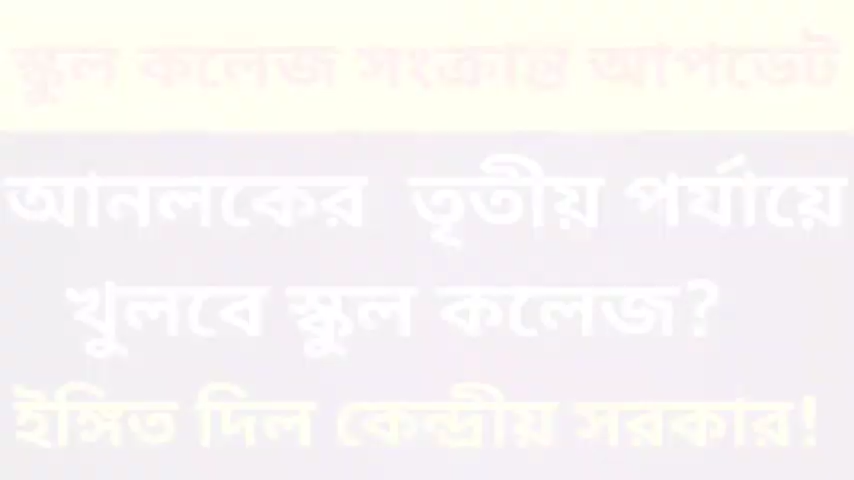 স্কুল কলেজ সংক্রান্ত আপডেট
আনলকের তৃতীয় পর্যায়ে
খুলবে স্কুল কলেজ?
ইঙ্গিত দিল কেন্দ্রীয় সরকার!